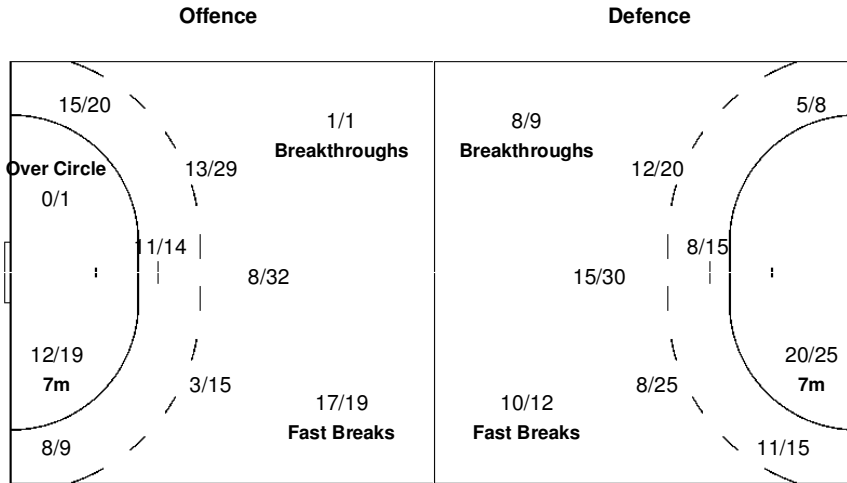 Offence Defence
15/20 5/8
1/1 8/9
Breakthroughs Breakthroughs
Over Circle 13/29 12/20
0/1
11/14 8/15
8/32 15/30
12/19 20/25
7m 3/15 8/25 7m
17/19 10/12
Fast Breaks Fast Breaks
8/9 11/15